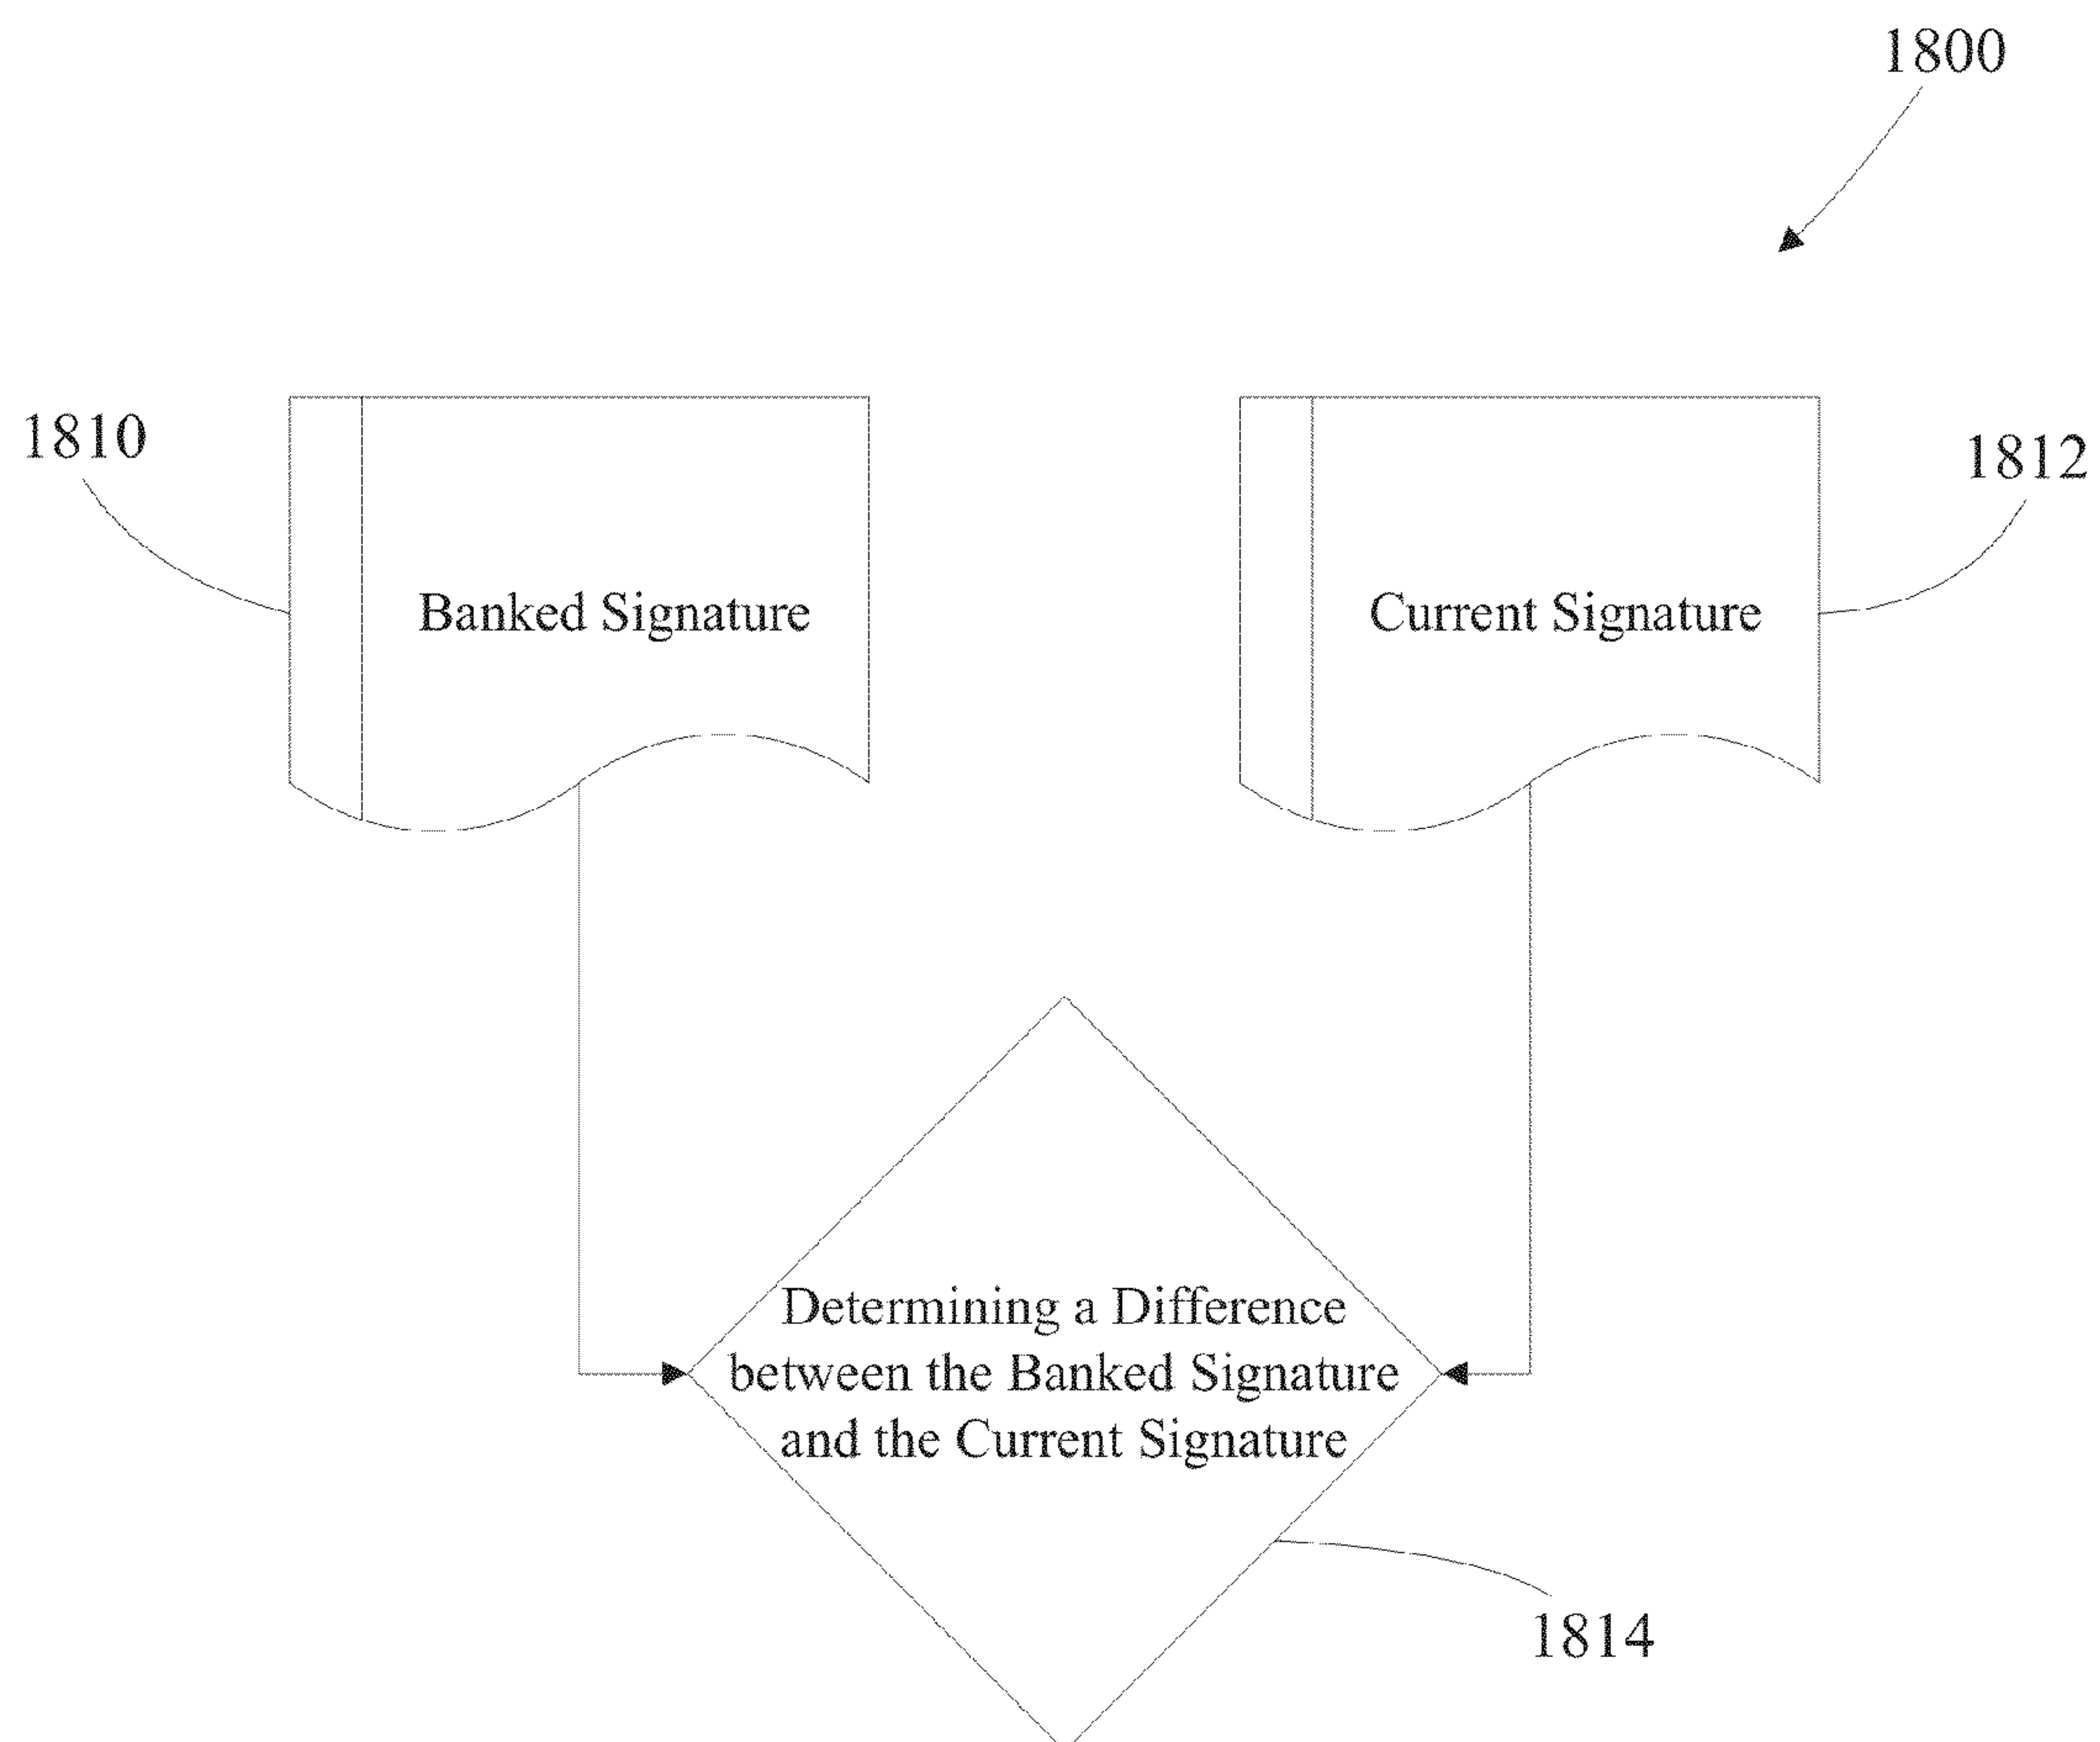 1800
1810
1812
Banked Signature
Current Signature
Determining a Difference
between the Banked Signature
and the Current Signature
1814